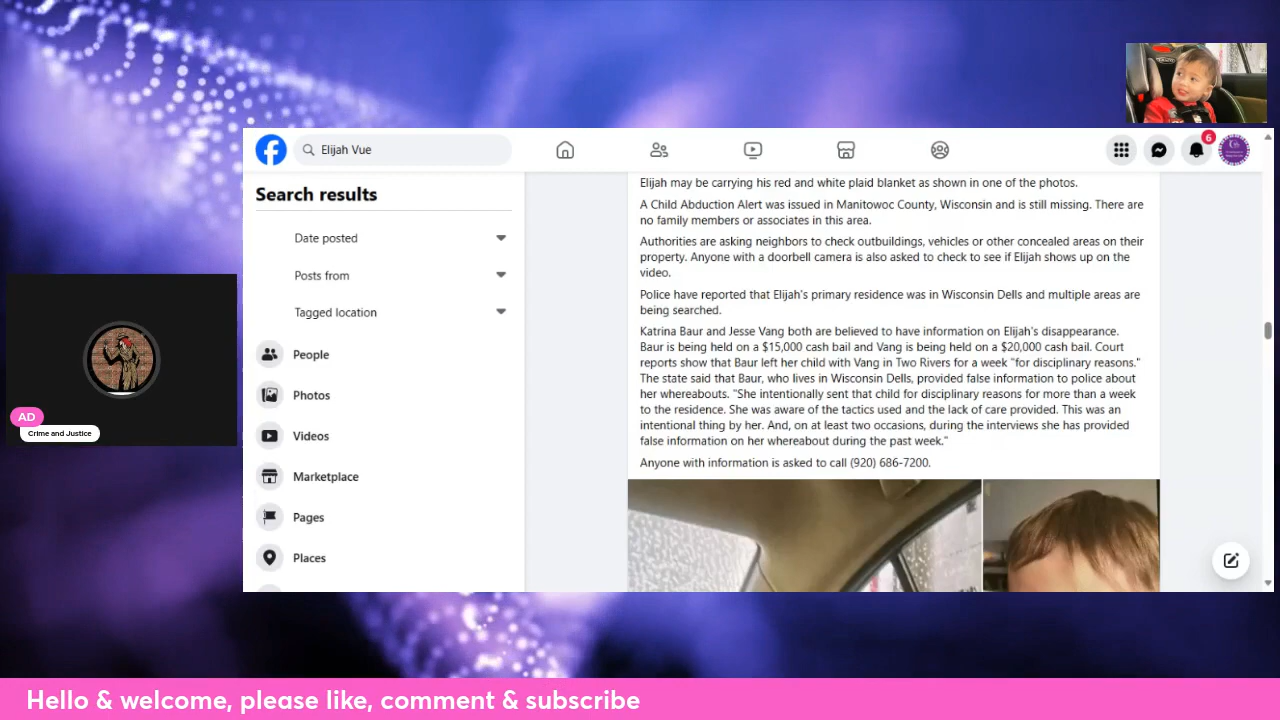 Elijah Vue
6
Search results
Date posted
Posts from
Tagged location
People
Photos
Videos
Marketplace
Pages
Places
Elijah may be carrying his red and white plaid blanket as shown in one of the photos.
A Child Abduction Alert was issued in Manitowoc County, Wisconsin and is still missing. There are
no family members or associates in this area.
Authorities are asking neighbors to check outbuildings, vehicles or other concealed areas on their
property. Anyone with a doorbell camera is also asked to check to see if Elijah shows up on the
video.
Police have reported that Elijah's primary residence was in Wisconsin Dells and multiple areas are
being searched.
Katrina Baur and Jesse Vang both are believed to have information on Elijah's disappearance.
Baur is being held on a $15,000 cash bail and Vang is being held on a $20,000 cash bail. Court
reports show that Baur left her child with Vang in Two Rivers for a week "for disciplinary reasons."
The state said that Baur, who lives in Wisconsin Dells, provided false information to police about
her whereabouts. "She intentionally sent that child for disciplinary reasons for more than a week
to the residence. She was aware of the tactics used and the lack of care provided. This was an
intentional thing by her. And, on at least two occasions, during the interviews she has provided
false information on her whereabout during the past week."
Anyone with information is asked to call (920) 686-7200.
AD
Crime and Justice
Hello & welcome, please like, comment & subscribe